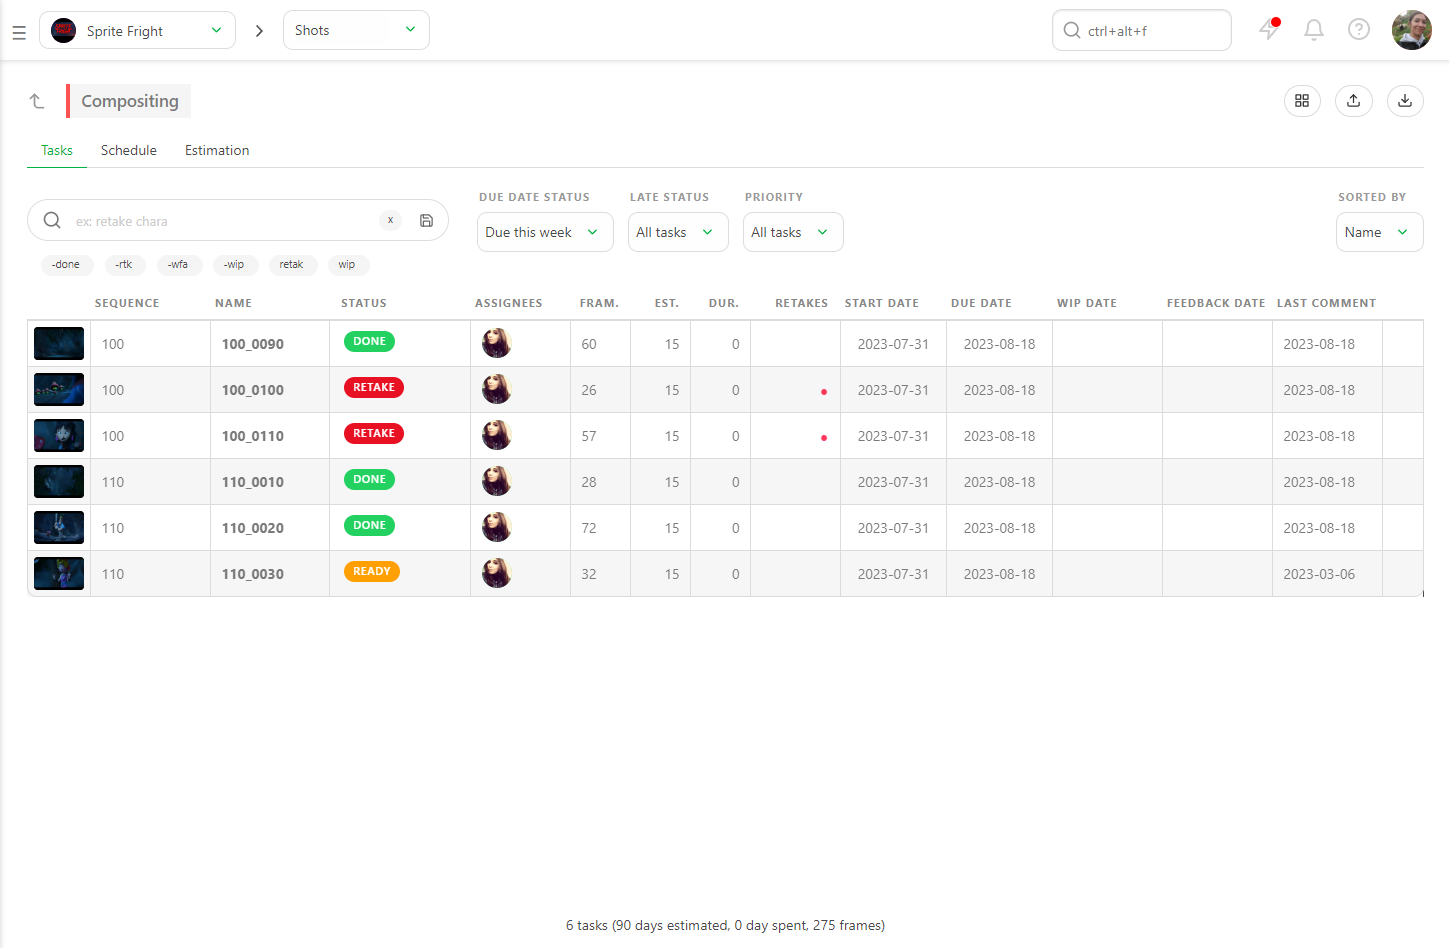 Sprite Fright
Shots
ctrl+alt+f
Compositing
Tasks Schedule Estimation
DUE DATE STATUS LATE STATUS PRIORITY SORTED BY
ex: retake chara x Due this week All tasks All tasks Name
-done -rtk -wfa -wip retak wip
SEQUENCE NAME STATUS ASSIGNEES FRAM. EST. DUR. RETAKES START DATE DUE DATE WIP DATE FEEDBACK DATE LAST COMMENT
100 100_0090 DONE 60 15 0 2023-07-31 2023-08-18 2023-08-18
100 100_0100 RETAKE 26 15 0 2023-07-31 2023-08-18 2023-08-18
100 100_0110 RETAKE 57 15 0 2023-07-31 2023-08-18 2023-08-18
110 110_0010 DONE 28 15 0 2023-07-31 2023-08-18 2023-08-18
110 110_0020 DONE 72 15 0 2023-07-31 2023-08-18 2023-08-18
110 110_0030 READY 32 15 0 2023-07-31 2023-08-18 2023-03-06
6 tasks (90 days estimated, 0 day spent, 275 frames)